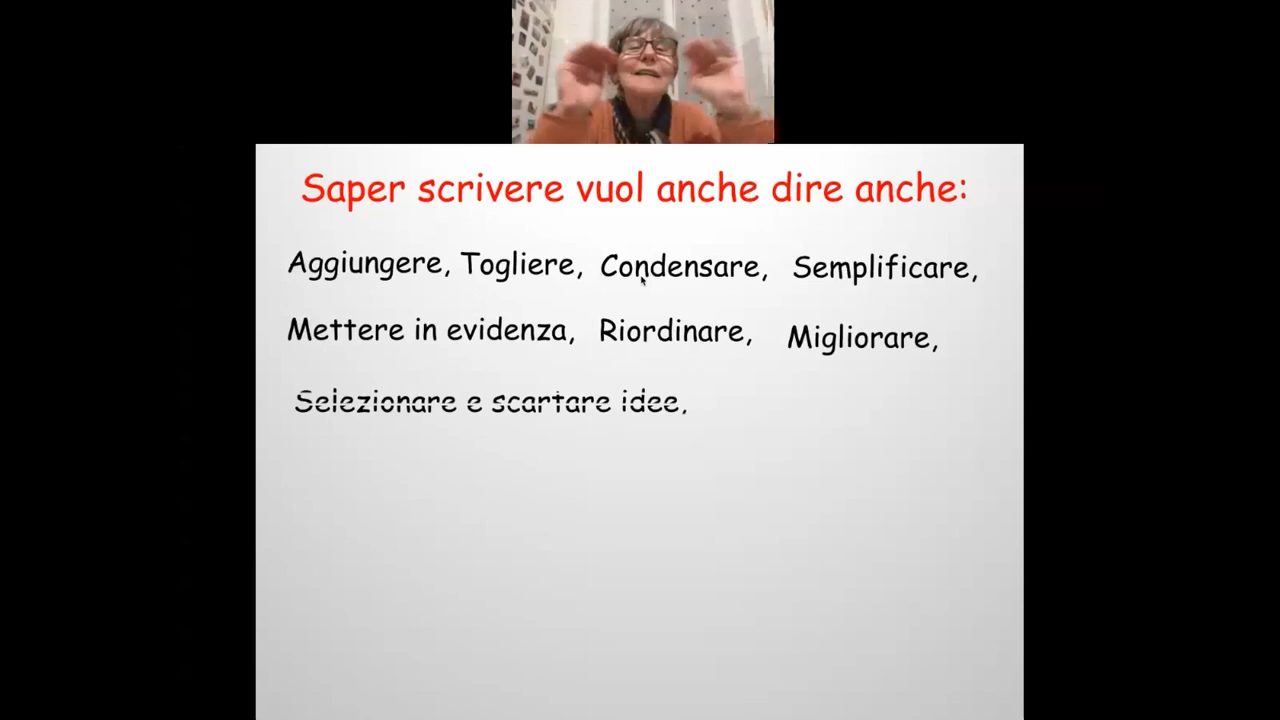 Saper scrivere vuol anche dire anche:
Aggiungere, Togliere, Condensare, Semplificare,
Mettere in evidenza, Riordinare, Migliorare,
Selezionare e scartare idee,